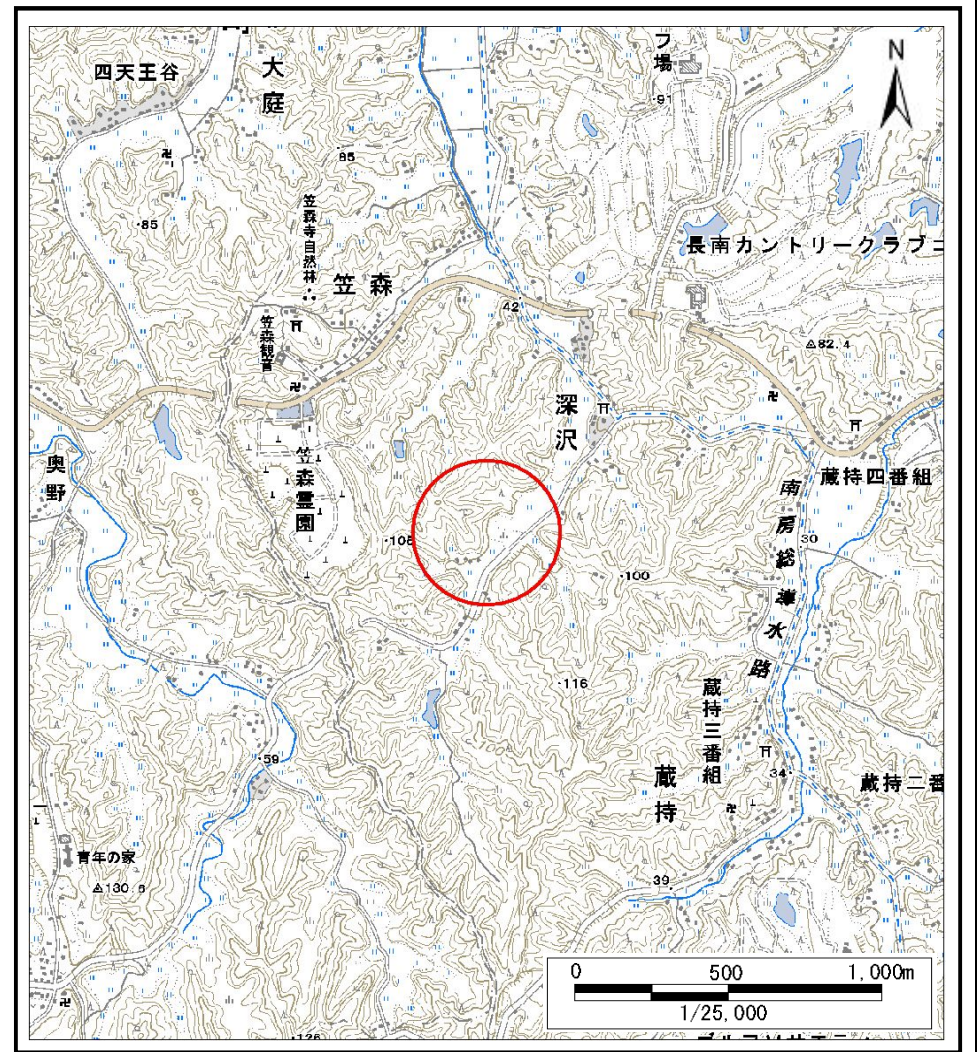 四天王谷
大庭
フ場
N
・91
85
・85
笠森寺自然林
笠森
長南カントリークラブコ
42
笠森観音
△82.4
深沢
奥野
笠森霊園
蔵持四番組
南房総導水路
・108
30
・100
・116
蔵持三番組
・59
蔵持
34
蔵持二番
青年の家
△130.6
39
0 500 1,000m
1/25,000
126